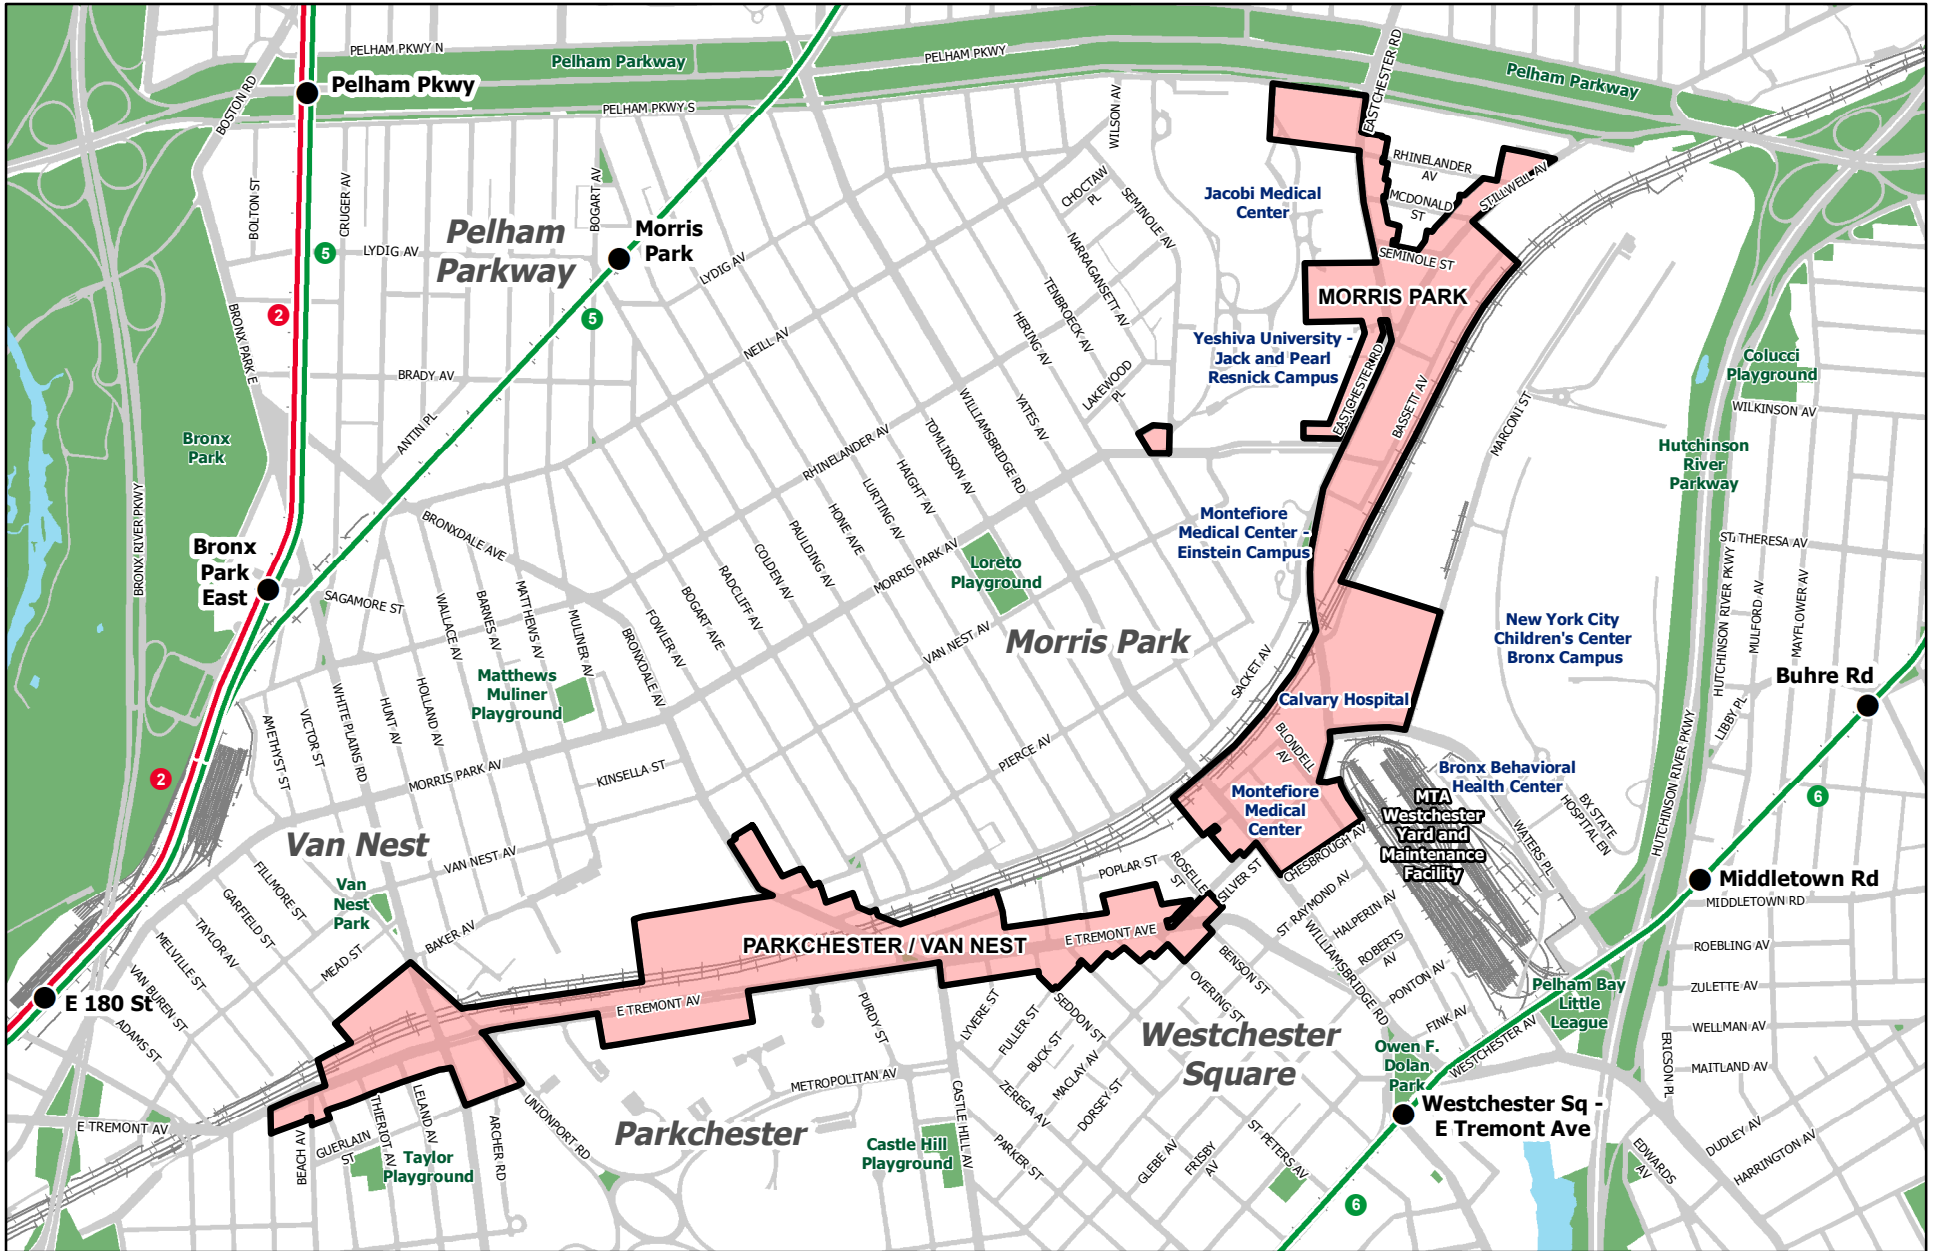 PELHAM PKWY N
Pelham Parkway
PELHAM PKWY
EASTCHESTER RD
Pelham Parkway
BOSTON RD
Pelham Pkwy
PELHAM PKWY S
WILSON AV
RHINELANDER
AV
STILLWELL AV
MCDONALD
ST
BOLTON ST
CRUGER AV
BOGART AV
CHOCTAW
PL
SEMINOLE AV
Jacobi Medical
Center
5
LYDIG AV
Pelham
Parkway
Morris
Park
LYDIG AV
NARRAGANSETT AV
SEMINOLE ST
MORRIS PARK
2
5
BRONX PARK E
NEILL AV
TENBROECK AV
HERING AV
Yeshiva University -
Jack and Pearl
Resnick Campus
EASTCHESTER RD
BASSETT AV
Colucci
Playground
BRADY AV
LAKEWOOD
PL
WILKINSON AV
ANTIN PL
WILLIAMSBRIDGE RD
YATES AV
MARCONI ST
Bronx
Park
RHINELANDER AV
TOMLINSON AV
HAIGHT AV
LURTING AV
HONE AVE
PAULDING AV
COLDEN AV
RADCLIFF AV
BOGART AVE
FOWLER AV
Hutchinson
River
Parkway
BRONX RIVER PKWY
BRONXDALE AVE
MORRIS PARK AV
Loreto
Playground
Montefiore
Medical Center -
Einstein Campus
ST. THERESA AV
Bronx
Park
East
SAGAMORE ST
WALLACE AV
BARNES AV
MATTHEWS AV
MULINER AV
BRONXDALE AV
VAN NEST AV
Morris Park
SACKET AV
New York City
Children's Center
Bronx Campus
HUTCHINSON RIVER PKWY
MULFORD AV
MAYFLOWER AV
Matthews
Muliner
Playground
Calvary Hospital
Buhre Rd
LIBBY PL
AMETHYST ST
VICTOR ST
WHITE PLAINS RD
HUNT AV
HOLLAND AV
MORRIS PARK AV
KINSELLA ST
PIERCE AV
BLONDELL
AV
2
Montefiore
Medical
Center
Bronx Behavioral
Health Center
MTA
Westchester
Yard and
Maintenance
Facility
BX STATE
HOSPITAL EN
WATERS PL
HUTCHINSON RIVER PKWY
6
Van Nest
VAN NEST AV
POPLAR ST
ROSELLE
ST
SILVER ST
CHESBROUGH AV
Middletown Rd
MIDDLETOWN RD
FILLMORE ST
GARFIELD ST
TAYLOR AV
MELVILLE ST
VAN BUREN ST
ADAMS ST
Van
Nest
Park
MEAD ST
BAKER AV
PARKCHESTER / VAN NEST
E TREMONT AVE
ST RAYMOND AV
HALPERIN AV
ROBERTS
AV
PONTON AV
FINK AV
WILLIAMSBRIDGE RD
ROEBLING AV
E 180 St
E TREMONT AV
PURDY ST
LYVERE ST
FULLER ST
BUCK ST
SEDDON ST
MACLAY AV
DORSEY ST
ZEREGA AV
OVERING ST
BENSON ST
Westchester
Square
Pelham Bay
Little
League
ZULETTE AV
WELLMAN AV
MAITLAND AV
WESTCHESTER AV
Owen F.
Dolan
Park
ERICSON PL
E TREMONT AV
BEACH AV
GUERLAIN
ST
THIERIOT AV
LELAND AV
ARCHER RD
UNIONPORT RD
METROPOLITAN AV
Parkchester
Castle Hill
Playground
CASTLE HILL AV
PARKER ST
GLEBE AV
FRISBY
AV
ST PETERS AV
Westchester Sq -
E Tremont Ave
Taylor
Playground
EDWARDS
AV
DUDLEY AV
HARRINGTON AV
6